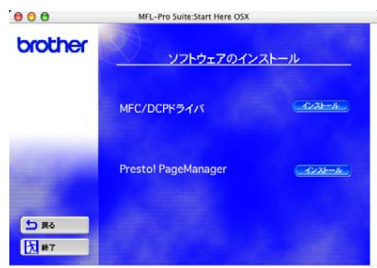 MFL-Pro Suite:Start Here OSX
brother
ソフトウェアのインストール
MFC/DCPドライバ
インストール
Presto! PageManager
インストール
戻る
終了